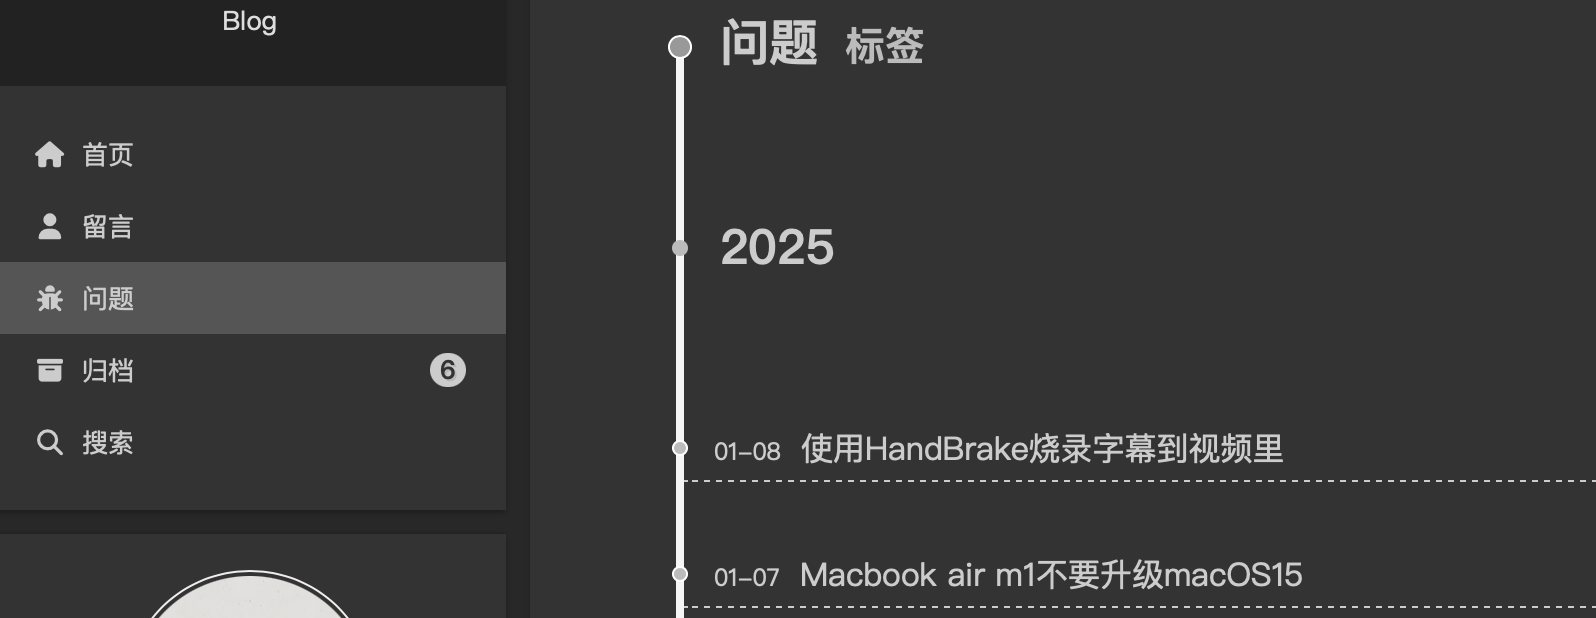 Blog
首页
留言
问题
归档 6
搜索
问题 标签
2025
01-08 使用HandBrake烧录字幕到视频里
01-07 Macbook air m1不要升级macOS15